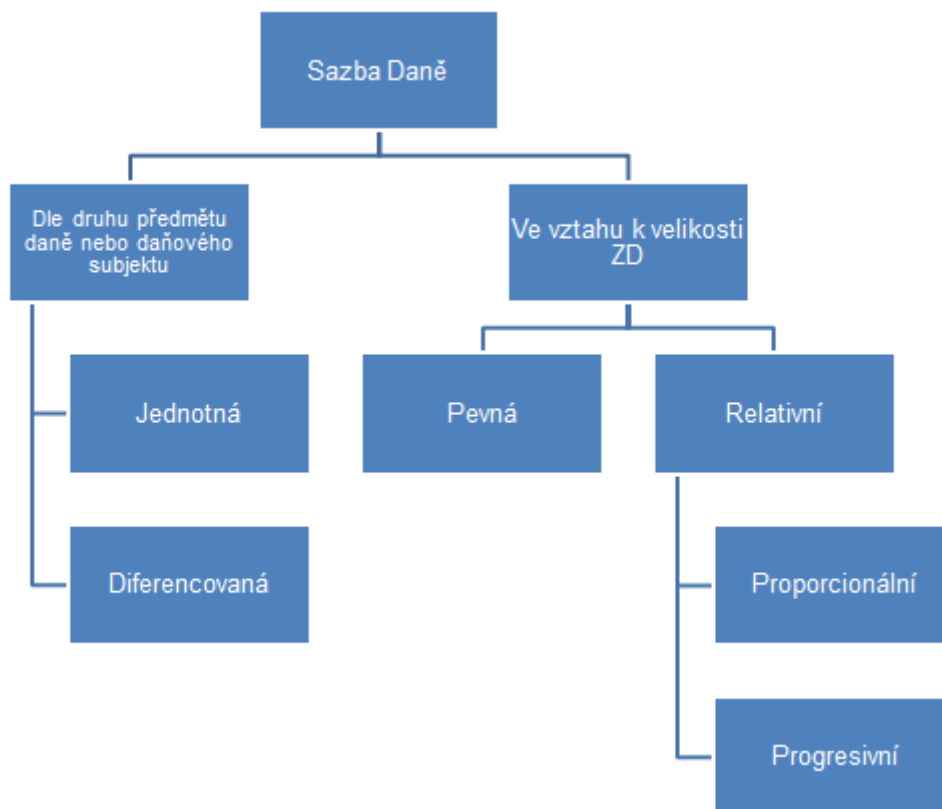 Sazba Daně
Dle druhu předmětu
daně nebo daňového
subjektu
Ve vztahu k velikosti
ZD
Jednotná
Pevná
Relativní
Diferencovaná
Proporcionální
Progresivní